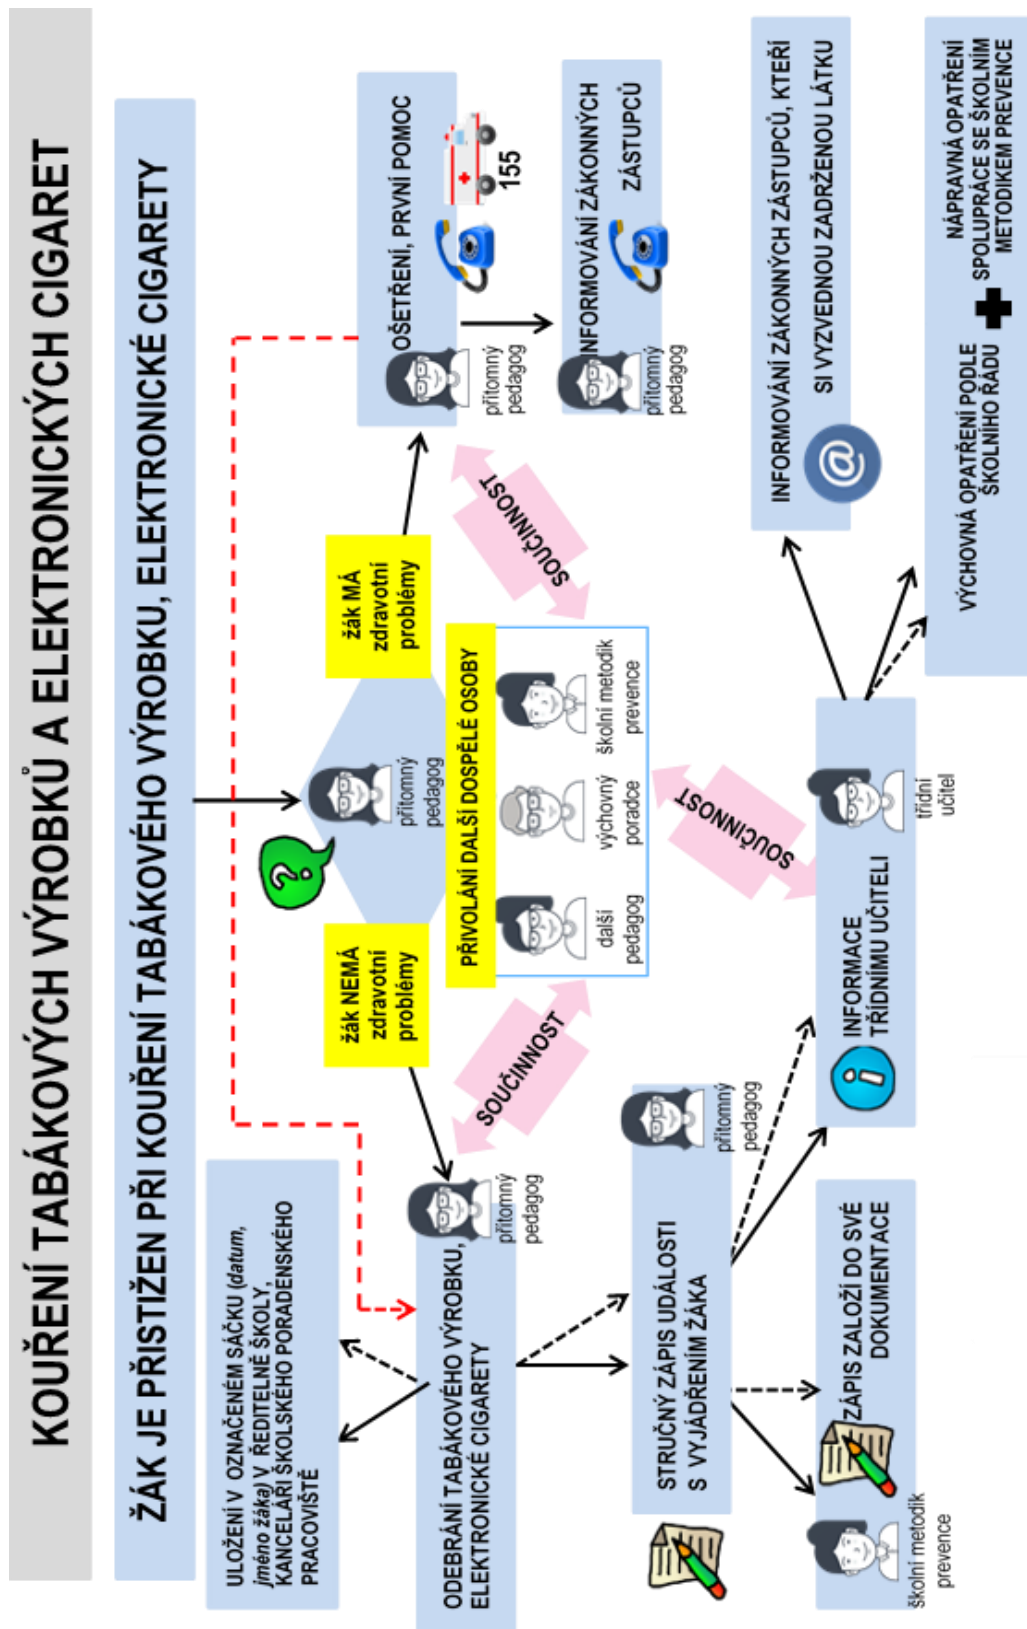 KOUŘENÍ TABÁKOVÝCH VÝROBKŮ A ELEKTRONICKÝCH CIGARET
ŽÁK JE PŘISTIŽEN PŘI KOUŘENÍ TABÁKOVÉHO VÝROBKU, ELEKTRONICKÉ CIGARETY
ULOŽENÍ V OZNAČENÉM SÁČKU (datum,
jméno žáka) V ŘEDITELNĚ ŠKOLY,
KANCELÁŘI ŠKOLSKÉHO PORADENSKÉHO
PRACOVIŠTĚ
přítomný
pedagog
žák NEMÁ
zdravotní
problémy
žák MÁ
zdravotní
problémy
OŠETŘENÍ, PRVNÍ POMOC
155
přítomný
pedagog
ODEBRÁNÍ TABÁKOVÉHO VÝROBKU,
ELEKTRONICKÉ CIGARETY
přítomný
pedagog
SOUČINNOST
PŘIVOLÁNÍ DALŠÍ DOSPĚLÉ OSOBY
další
pedagog
výchovný
poradce
školní metodik
prevence
SOUČINNOST
INFORMOVÁNÍ ZÁKONNÝCH
ZÁSTUPCŮ
přítomný
pedagog
STRUČNÝ ZÁPIS UDÁLOSTI
S VYJÁDŘENÍM ŽÁKA
přítomný
pedagog
SOUČINNOST
INFORMOVÁNÍ ZÁKONNÝCH ZÁSTUPCŮ, KTEŘÍ
SI VYZVEDNOU ZADRŽENOU LÁTKU
ZÁPIS ZALOŽÍ DO SVÉ
DOKUMENTACE
školní metodik
prevence
INFORMACE
TŘÍDNÍMU UČITELI
třídní
učitel
VÝCHOVNÁ OPATŘENÍ PODLE
ŠKOLNÍHO ŘÁDU
NÁPRAVNÁ OPATŘENÍ
SPOLUPRÁCE SE ŠKOLNÍM
METODIKEM PREVENCE